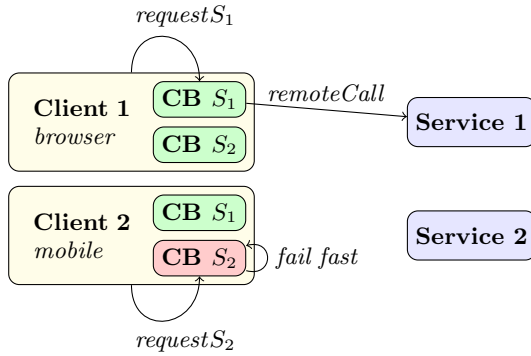 requestS₁
Client 1
browser
CB S₁
CB S₂
remoteCall
Service 1
Client 2
mobile
CB S₁
CB S₂
fail fast
Service 2
requestS₂